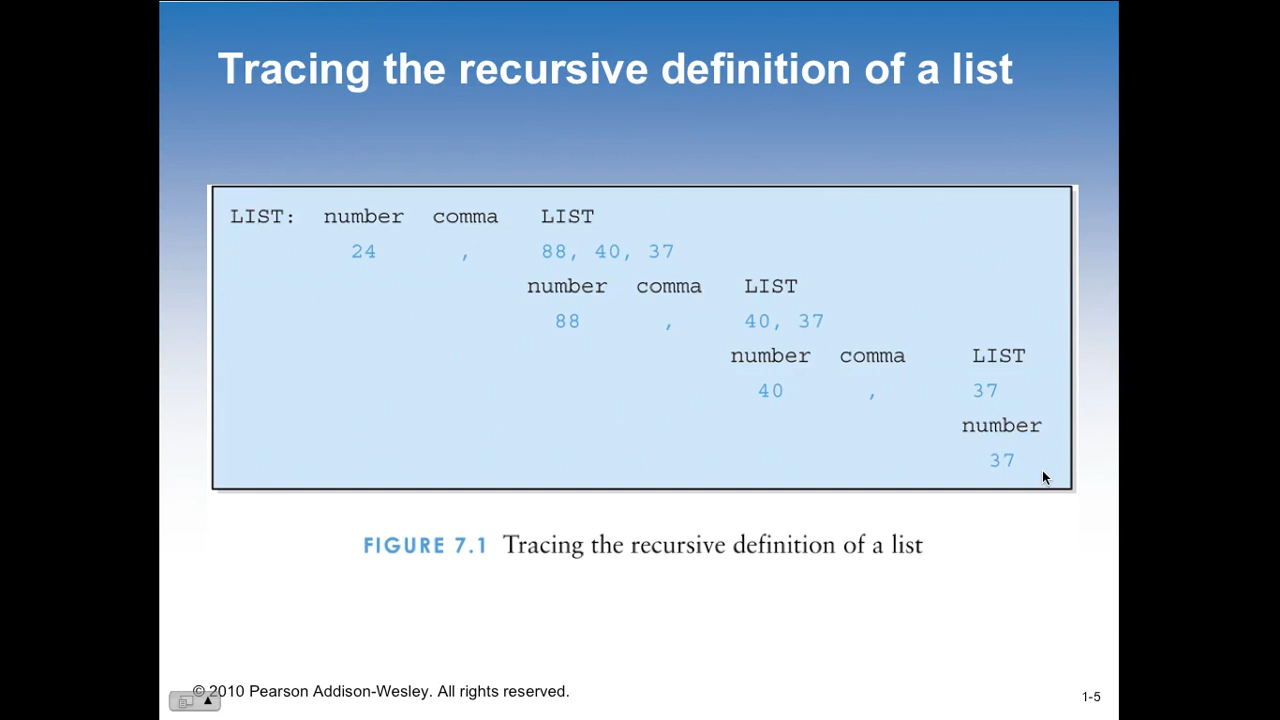 Tracing the recursive definition of a list
LIST: number comma LIST
24 , 88, 40, 37
number comma LIST
88 , 40, 37
number comma LIST
40 , 37
number
37
FIGURE 7.1 Tracing the recursive definition of a list
© 2010 Pearson Addison-Wesley. All rights reserved.
1-5